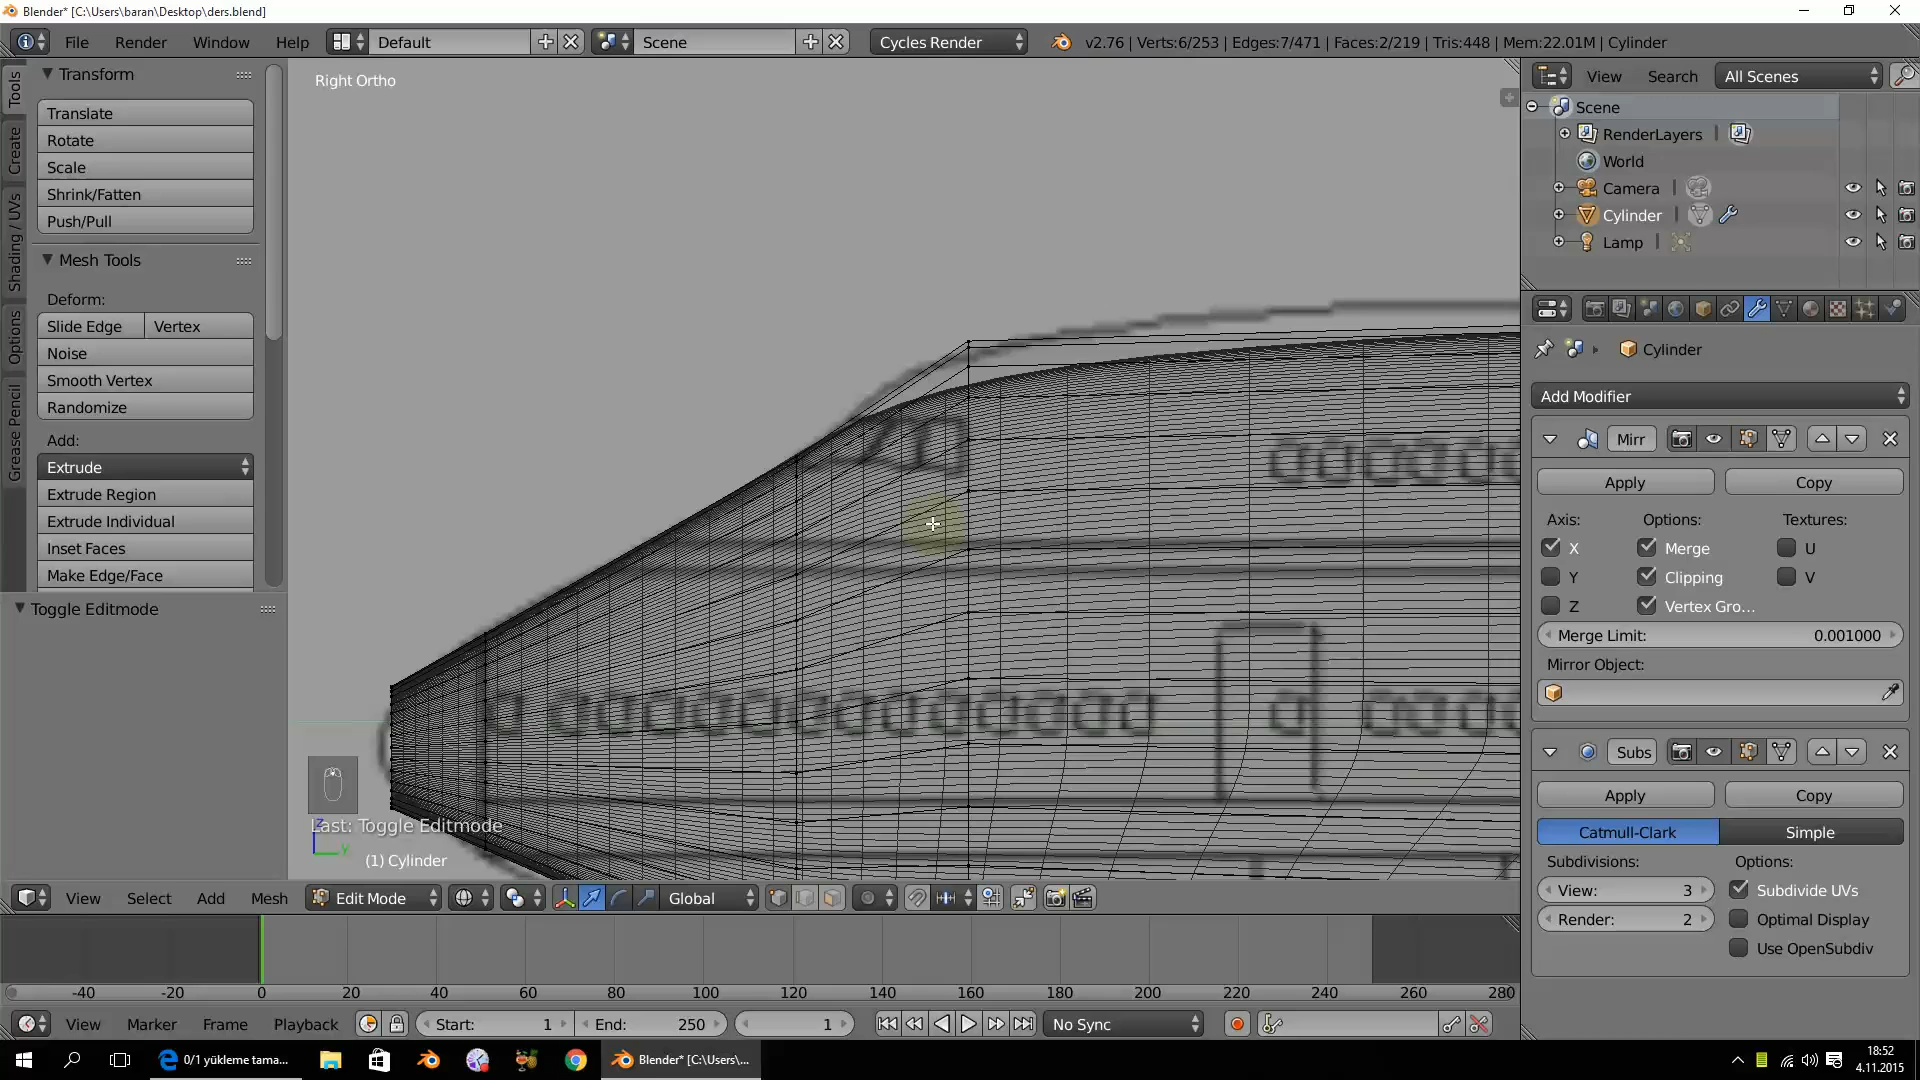 Blender* [C:\Users\baran\Desktop\ders.blend]
File Render Window Help Default Scene Cycles Render v2.76 | Verts:6/253 | Edges:7/471 | Faces:2/219 | Tris:448 | Mem:22.01M | Cylinder
Tools
Create
Shading / UVs
Options
Grease Pencil
Transform
Translate
Rotate
Scale
Shrink/Fatten
Push/Pull
Mesh Tools
Deform:
Slide Edge Vertex
Noise
Smooth Vertex
Randomize
Add:
Extrude
Extrude Region
Extrude Individual
Inset Faces
Make Edge/Face
Toggle Editmode
Right Ortho
Last: Toggle Editmode
z
y
(1) Cylinder
View Search All Scenes
Scene
RenderLayers
World
Camera
Cylinder
Lamp
Cylinder
Add Modifier
Mirr
Apply Copy
Axis: Options: Textures:
X Merge U
Y Clipping V
Z Vertex Gro...
Merge Limit: 0.001000
Mirror Object:
Subs
Apply Copy
Catmull-Clark Simple
Subdivisions: Options:
View: 3 Subdivide UVs
Render: 2 Optimal Display
Use OpenSubdiv
View Select Add Mesh Edit Mode Global
-40 -20 0 20 40 60 80 100 120 140 160 180 200 220 240 260 280
View Marker Frame Playback Start: 1 End: 250 1 No Sync
0/1 yükleme tama... Blender* [C:\Users\...
18:52
4.11.2015